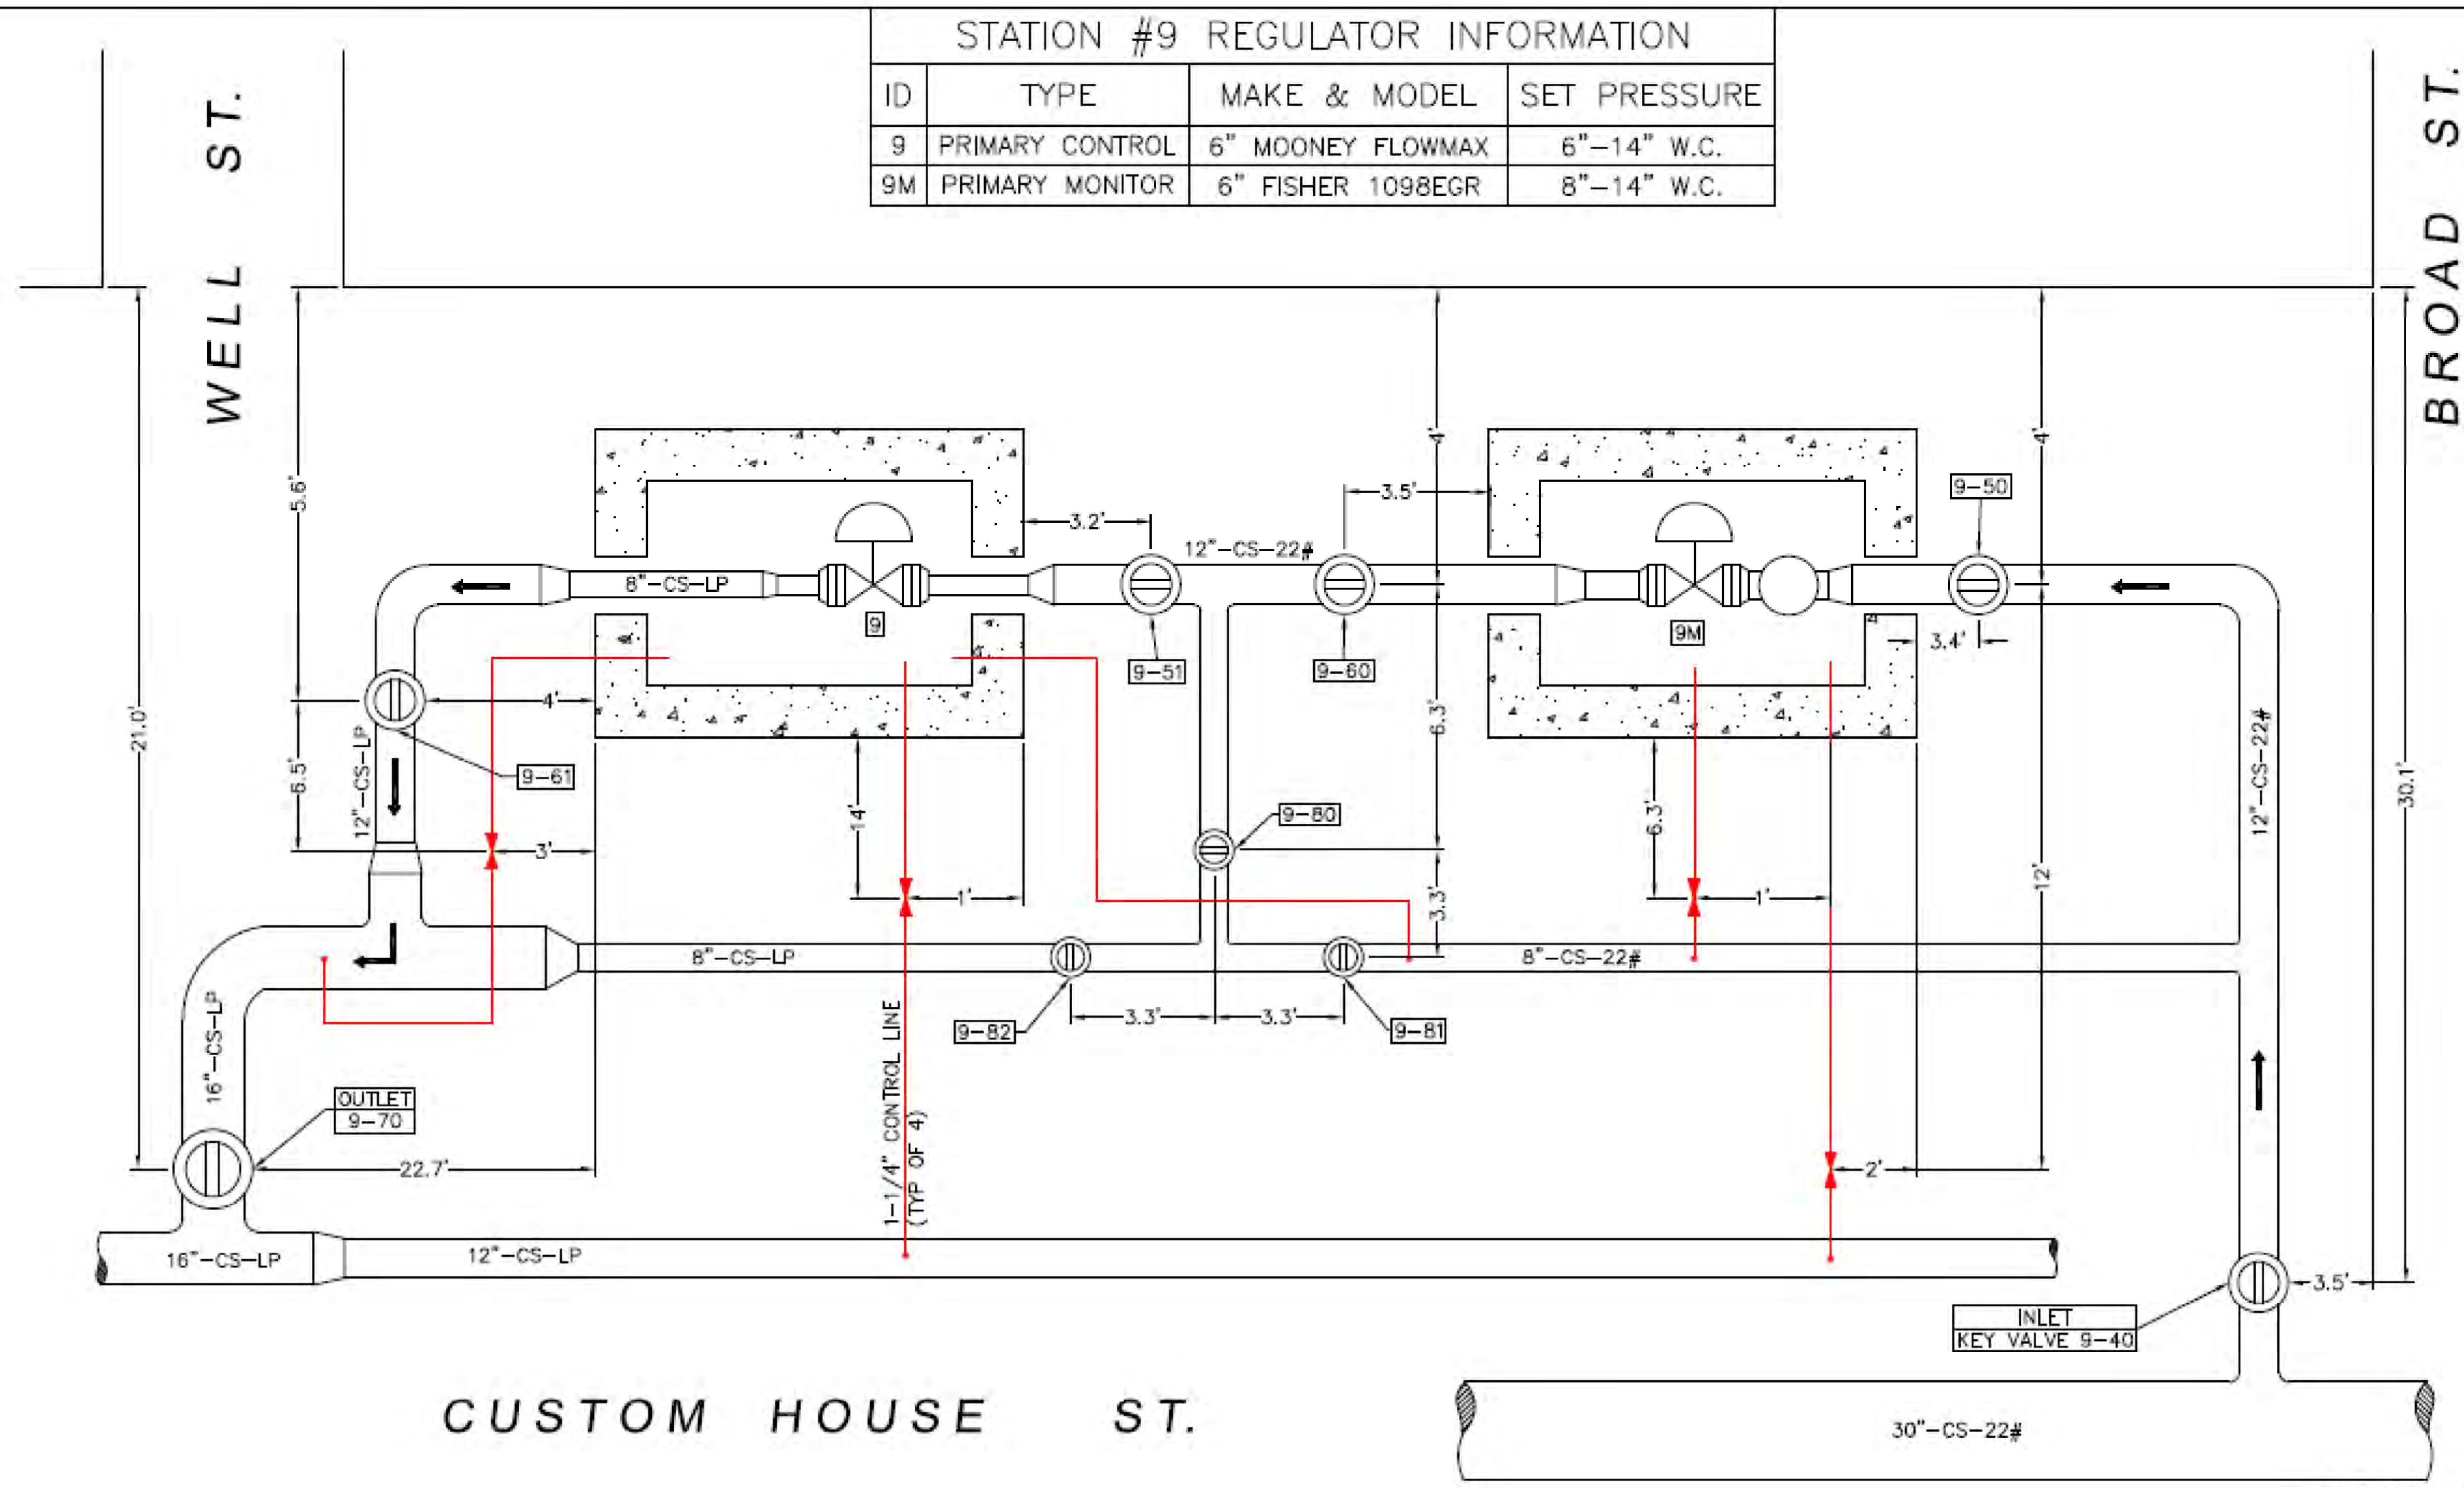 STATION #9 REGULATOR INFORMATION
ID TYPE MAKE & MODEL SET PRESSURE
9 PRIMARY CONTROL 6" MOONEY FLOWMAX 6"-14" W.C.
9M PRIMARY MONITOR 6" FISHER 1098EGR 8"-14" W.C.
WELL ST.
BROAD ST.
5.6'
4'
4'
3.5'
9-50
3.2'
12"-CS-22#
8"-CS-LP
9
9M
3.4'
9-51
9-60
4'
21.0'
6.5'
12"-CS-LP
9-61
6.3'
12"-CS-22#
30.1'
14'
9-80
6.3'
3'
1'
3.3'
1'
12'
8"-CS-LP
8"-CS-22#
16"-CS-LP
9-82
3.3'
3.3'
9-81
1-1/4" CONTROL LINE
(TYP OF 4)
OUTLET
9-70
22.7'
2'
16"-CS-LP
12"-CS-LP
3.5'
INLET
KEY VALVE 9-40
CUSTOM HOUSE ST.
30"-CS-22#